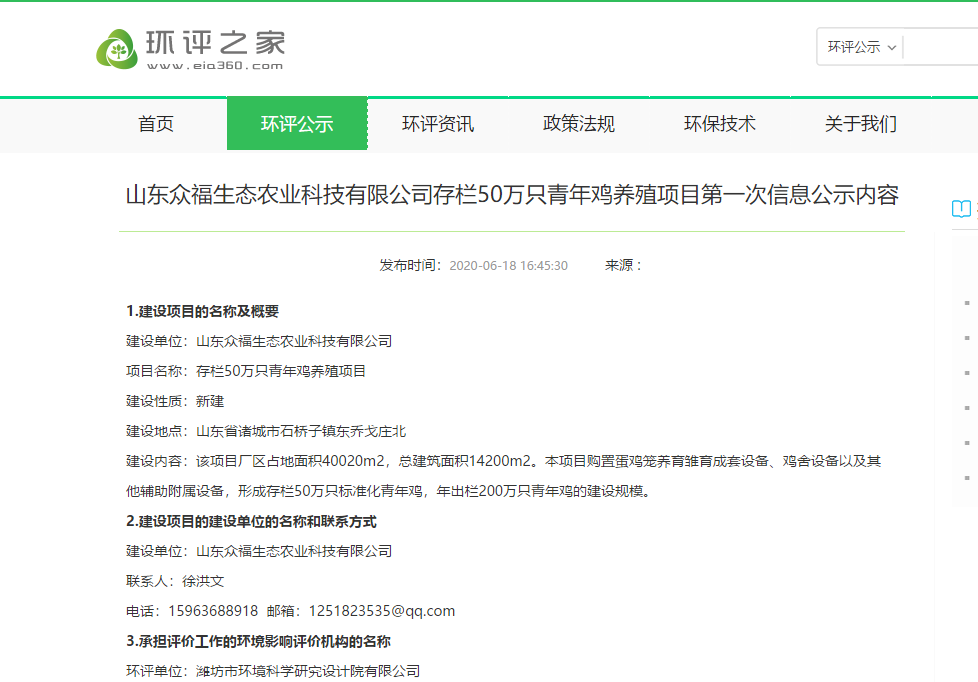 环评之家
www.eia360.com
环评公示
首页 环评公示 环评资讯 政策法规 环保技术 关于我们
山东众福生态农业科技有限公司存栏50万只青年鸡养殖项目第一次信息公示内容
发布时间：2020-06-18 16:45:30 来源：
1.建设项目的名称及概要
建设单位：山东众福生态农业科技有限公司
项目名称：存栏50万只青年鸡养殖项目
建设性质：新建
建设地点：山东省诸城市石桥子镇东乔戈庄北
建设内容：该项目厂区占地面积40020m2，总建筑面积14200m2。本项目购置蛋鸡笼养育雏育成套设备、鸡舍设备以及其
他辅助附属设备，形成存栏50万只标准化青年鸡，年出栏200万只青年鸡的建设规模。
2.建设项目的建设单位的名称和联系方式
建设单位：山东众福生态农业科技有限公司
联系人：徐洪文
电话：15963688918 邮箱：1251823535@qq.com
3.承担评价工作的环境影响评价机构的名称
环评单位：潍坊市环境科学研究设计院有限公司